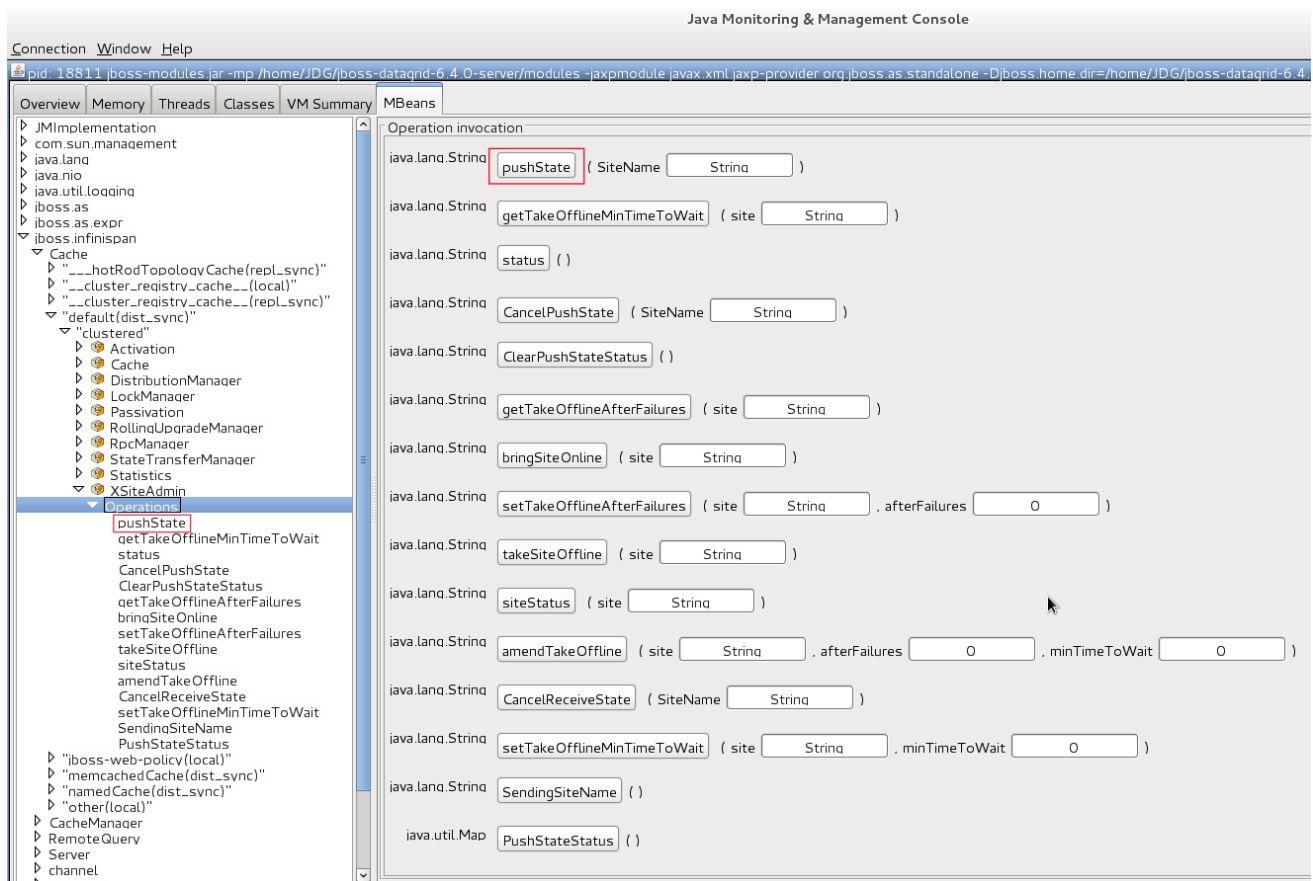 Java Monitoring & Management Console
Connection Window Help
pid: 18811 jboss-modules.jar -mp /home/JDG/jboss-datagrid-6.4.0-server/modules -jaxpmodule javax.xml.jaxp-provider org.jboss.as.standalone -Djboss.home.dir=/home/JDG/jboss-datagrid-6.4.
Overview Memory Threads Classes VM Summary MBeans
JMImplementation
com.sun.management
java.lang
java.nio
java.util.logging
jboss.as
jboss.as.expr
jboss.infinispan
Cache
"___hotRodTopologyCache(repl_sync)"
"__cluster_registry_cache__(local)"
"__cluster_registry_cache__(repl_sync)"
"default(dist_sync)"
"clustered"
Activation
Cache
DistributionManager
LockManager
Passivation
RollingUpgradeManager
RpcManager
StateTransferManager
Statistics
XSiteAdmin
Operations
pushState
getTakeOfflineMinTimeToWait
status
CancelPushState
ClearPushStateStatus
getTakeOfflineAfterFailures
bringSiteOnline
setTakeOfflineAfterFailures
takeSiteOffline
siteStatus
amendTakeOffline
CancelReceiveState
setTakeOfflineMinTimeToWait
SendingSiteName
PushStateStatus
"jboss-web-policy(local)"
"memcachedCache(dist_sync)"
"namedCache(dist_sync)"
"other(local)"
CacheManager
RemoteQuery
Server
channel
Operation invocation
java.lang.String pushState ( SiteName String )
java.lang.String getTakeOfflineMinTimeToWait ( site String )
java.lang.String status ( )
java.lang.String CancelPushState ( SiteName String )
java.lang.String ClearPushStateStatus ( )
java.lang.String getTakeOfflineAfterFailures ( site String )
java.lang.String bringSiteOnline ( site String )
java.lang.String setTakeOfflineAfterFailures ( site String , afterFailures 0 )
java.lang.String takeSiteOffline ( site String )
java.lang.String siteStatus ( site String )
java.lang.String amendTakeOffline ( site String , afterFailures 0 , minTimeToWait 0 )
java.lang.String CancelReceiveState ( SiteName String )
java.lang.String setTakeOfflineMinTimeToWait ( site String , minTimeToWait 0 )
java.lang.String SendingSiteName ( )
java.util.Map PushStateStatus ( )